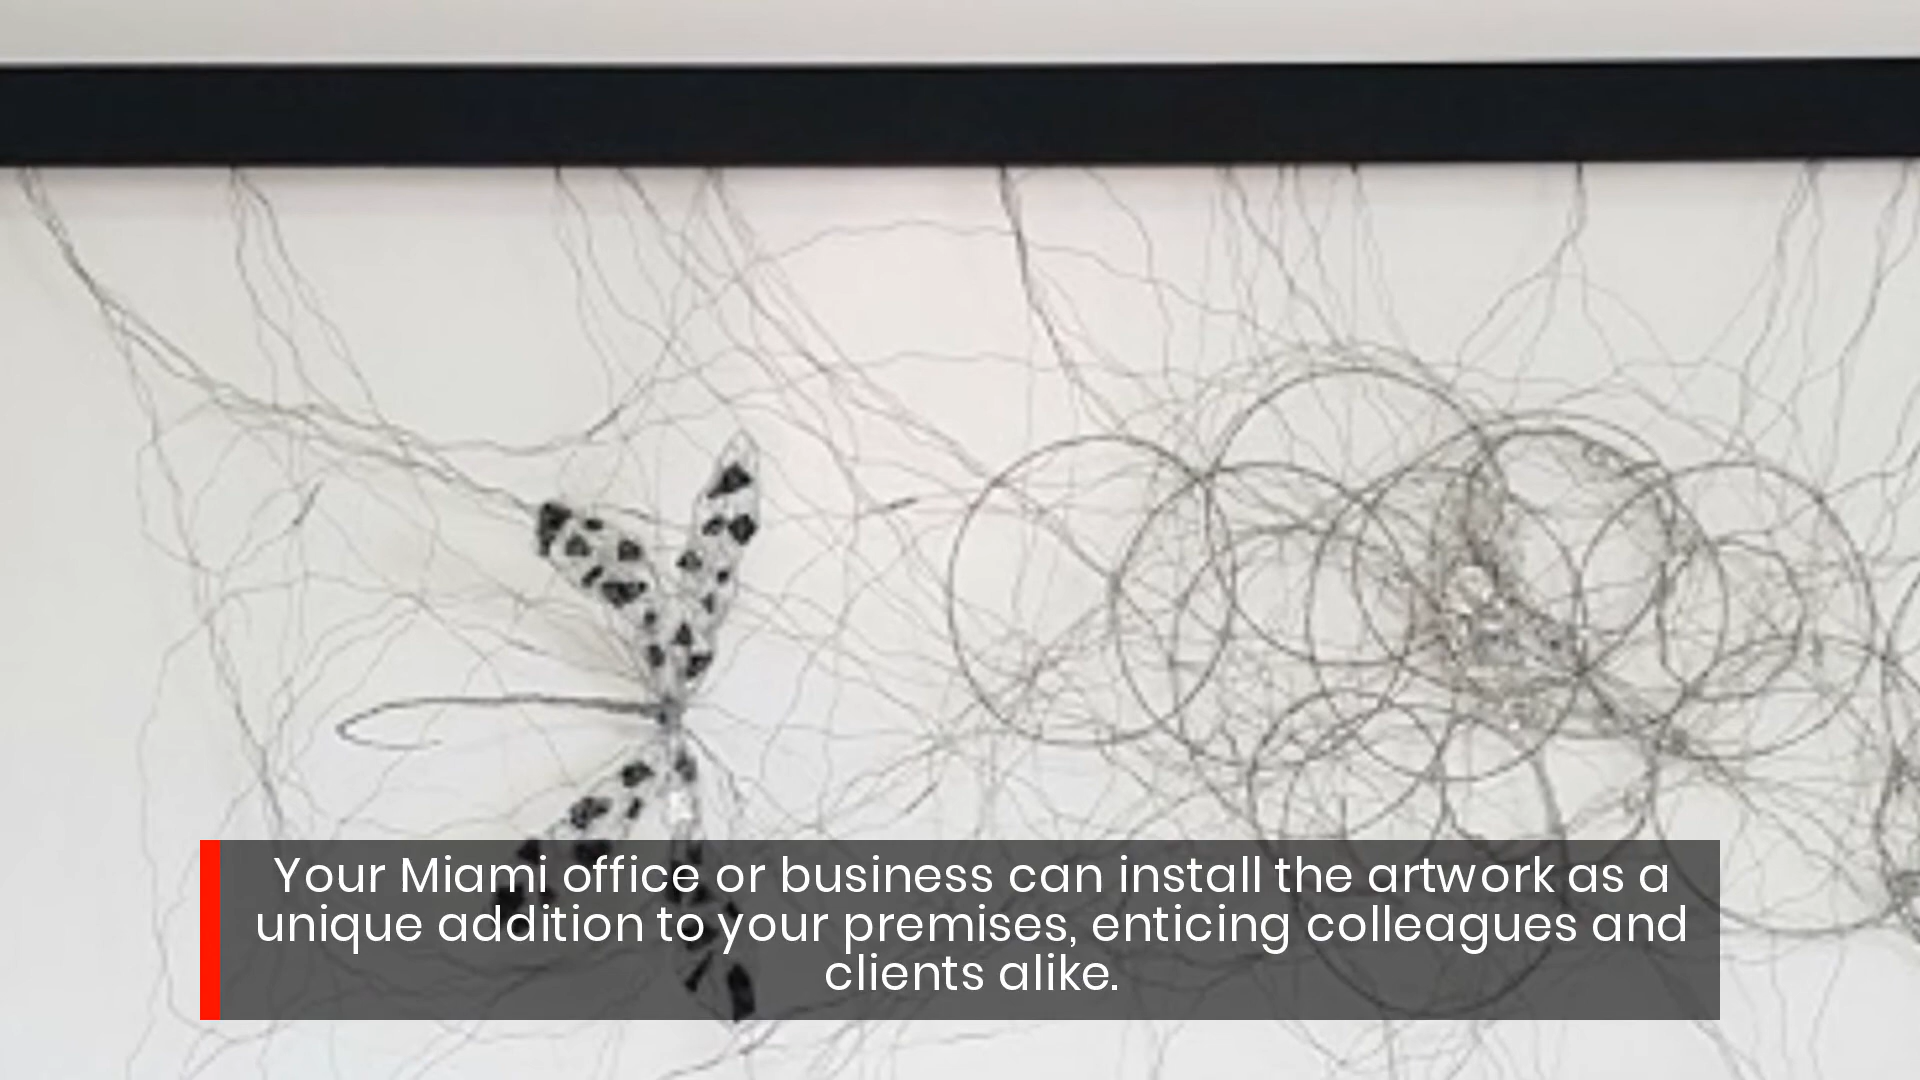 Your Miami office or business can install the artwork as a
unique addition to your premises, enticing colleagues and
clients alike.